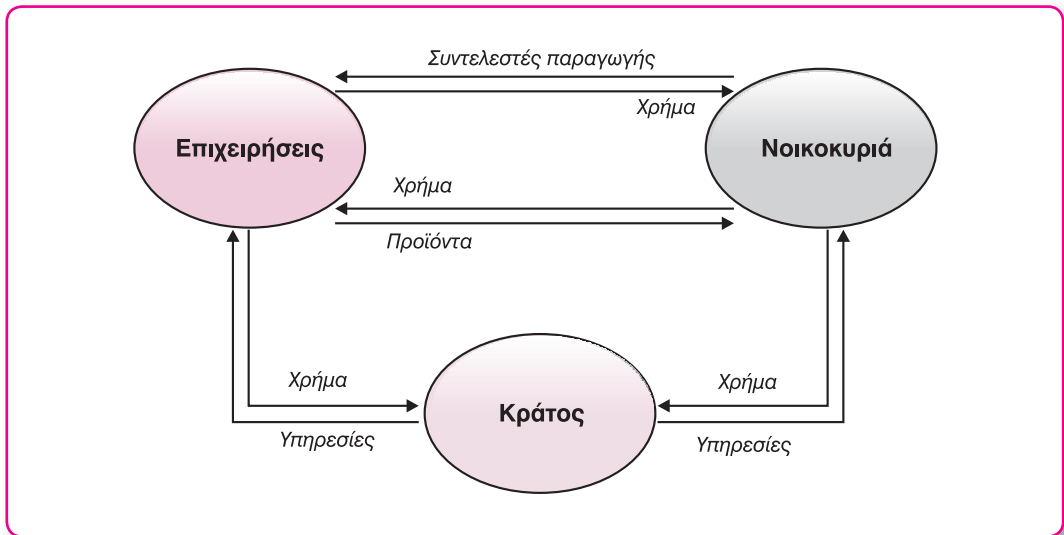 Συντελεστές παραγωγής
Χρήμα
Επιχειρήσεις
Νοικοκυριά
Χρήμα
Προϊόντα
Χρήμα
Χρήμα
Κράτος
Υπηρεσίες
Υπηρεσίες